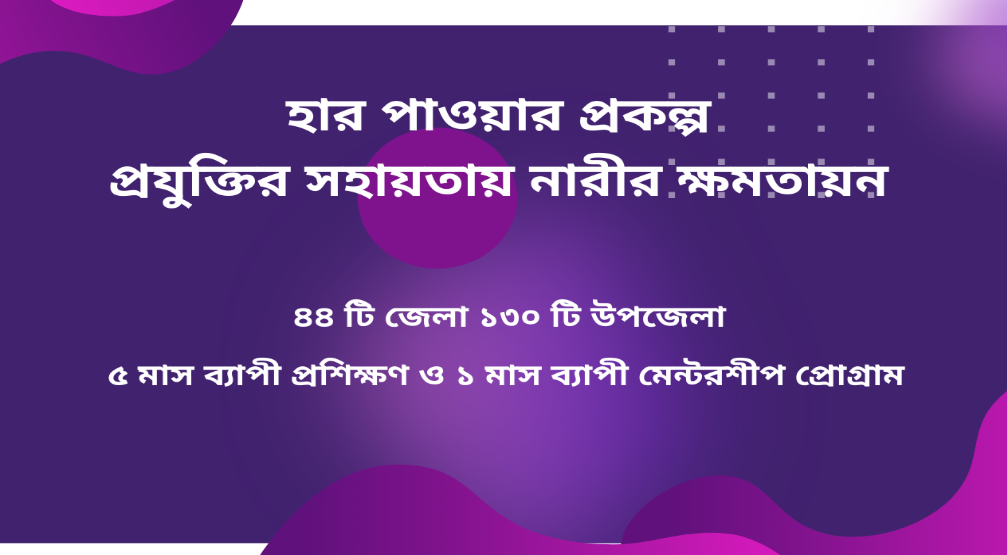 হার পাওয়ার প্রকল্প
প্রযুক্তির সহায়তায় নারীর ক্ষমতায়ন
৪৪ টি জেলা ১৩০ টি উপজেলা
৫ মাস ব্যাপী প্রশিক্ষণ ও ১ মাস ব্যাপী মেন্টরশীপ প্রোগ্রাম